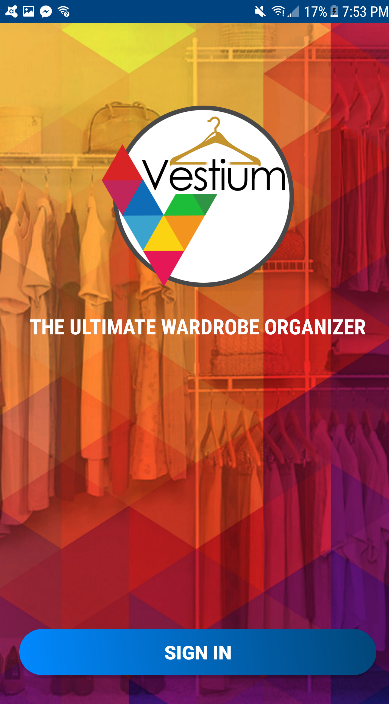 17% 7:53 PM
Vestium
THE ULTIMATE WARDROBE ORGANIZER
SIGN IN